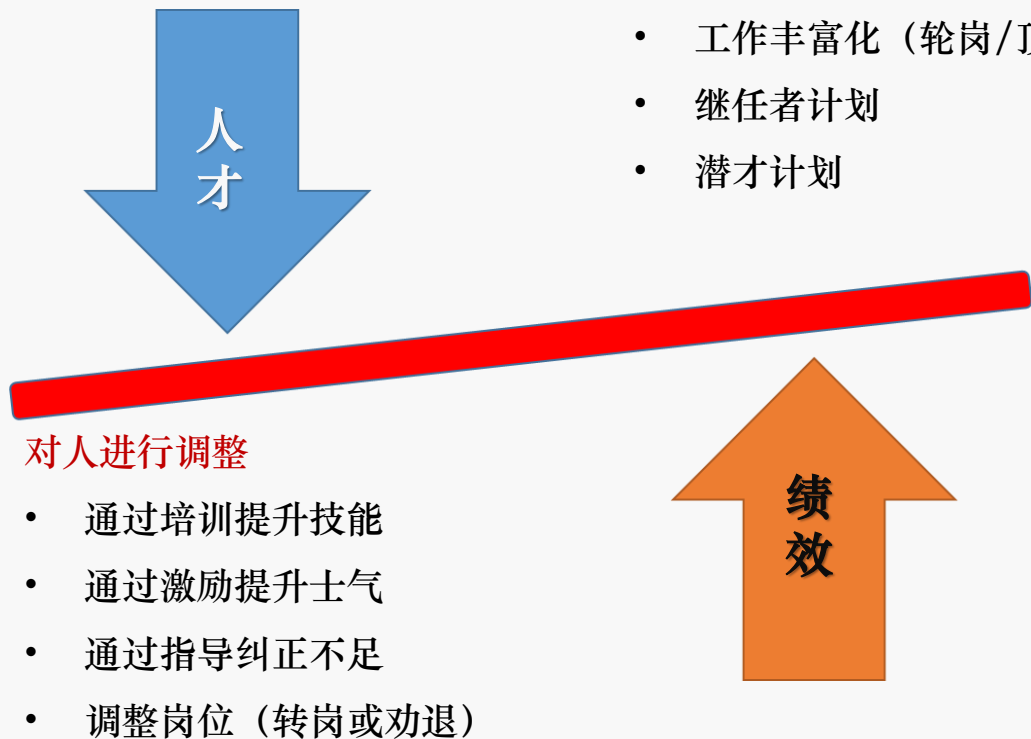 人
才
• 工作丰富化（轮岗/
• 继任者计划
• 潜才计划
对人进行调整
• 通过培训提升技能
• 通过激励提升士气
• 通过指导纠正不足
• 调整岗位（转岗或劝退）
绩
效